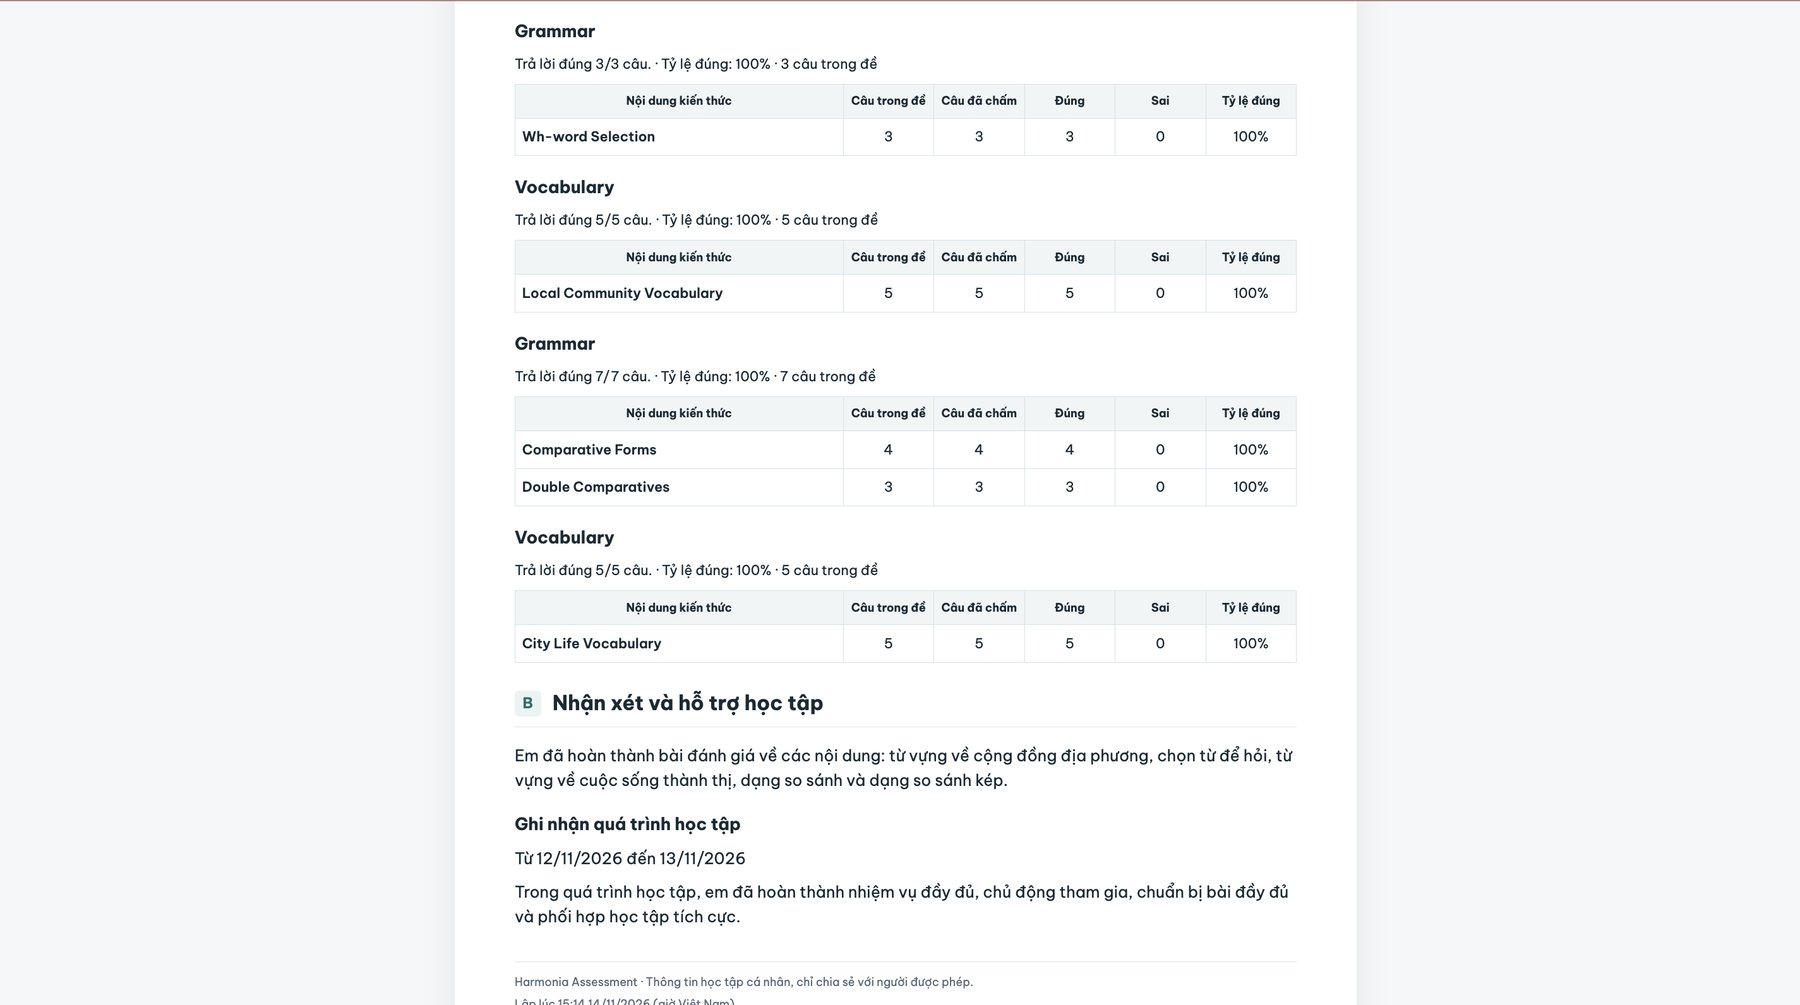 Grammar
Trả lời đúng 3/3 câu. · Tỷ lệ đúng: 100% · 3 câu trong đề
Nội dung kiến thức Câu trong đề Câu đã chấm Đúng Sai Tỷ lệ đúng
Wh-word Selection 3 3 3 0 100%
Vocabulary
Trả lời đúng 5/5 câu. · Tỷ lệ đúng: 100% · 5 câu trong đề
Nội dung kiến thức Câu trong đề Câu đã chấm Đúng Sai Tỷ lệ đúng
Local Community Vocabulary 5 5 5 0 100%
Grammar
Trả lời đúng 7/7 câu. · Tỷ lệ đúng: 100% · 7 câu trong đề
Nội dung kiến thức Câu trong đề Câu đã chấm Đúng Sai Tỷ lệ đúng
Comparative Forms 4 4 4 0 100%
Double Comparatives 3 3 3 0 100%
Vocabulary
Trả lời đúng 5/5 câu. · Tỷ lệ đúng: 100% · 5 câu trong đề
Nội dung kiến thức Câu trong đề Câu đã chấm Đúng Sai Tỷ lệ đúng
City Life Vocabulary 5 5 5 0 100%
B Nhận xét và hỗ trợ học tập
Em đã hoàn thành bài đánh giá về các nội dung: từ vựng về cộng đồng địa phương, chọn từ để hỏi, từ
vựng về cuộc sống thành thị, dạng so sánh và dạng so sánh kép.
Ghi nhận quá trình học tập
Từ 12/11/2026 đến 13/11/2026
Trong quá trình học tập, em đã hoàn thành nhiệm vụ đầy đủ, chủ động tham gia, chuẩn bị bài đầy đủ
và phối hợp học tập tích cực.
Harmonia Assessment · Thông tin học tập cá nhân, chỉ chia sẻ với người được phép.
Lập lúc 15:14 14/11/2026 (giờ Việt Nam)